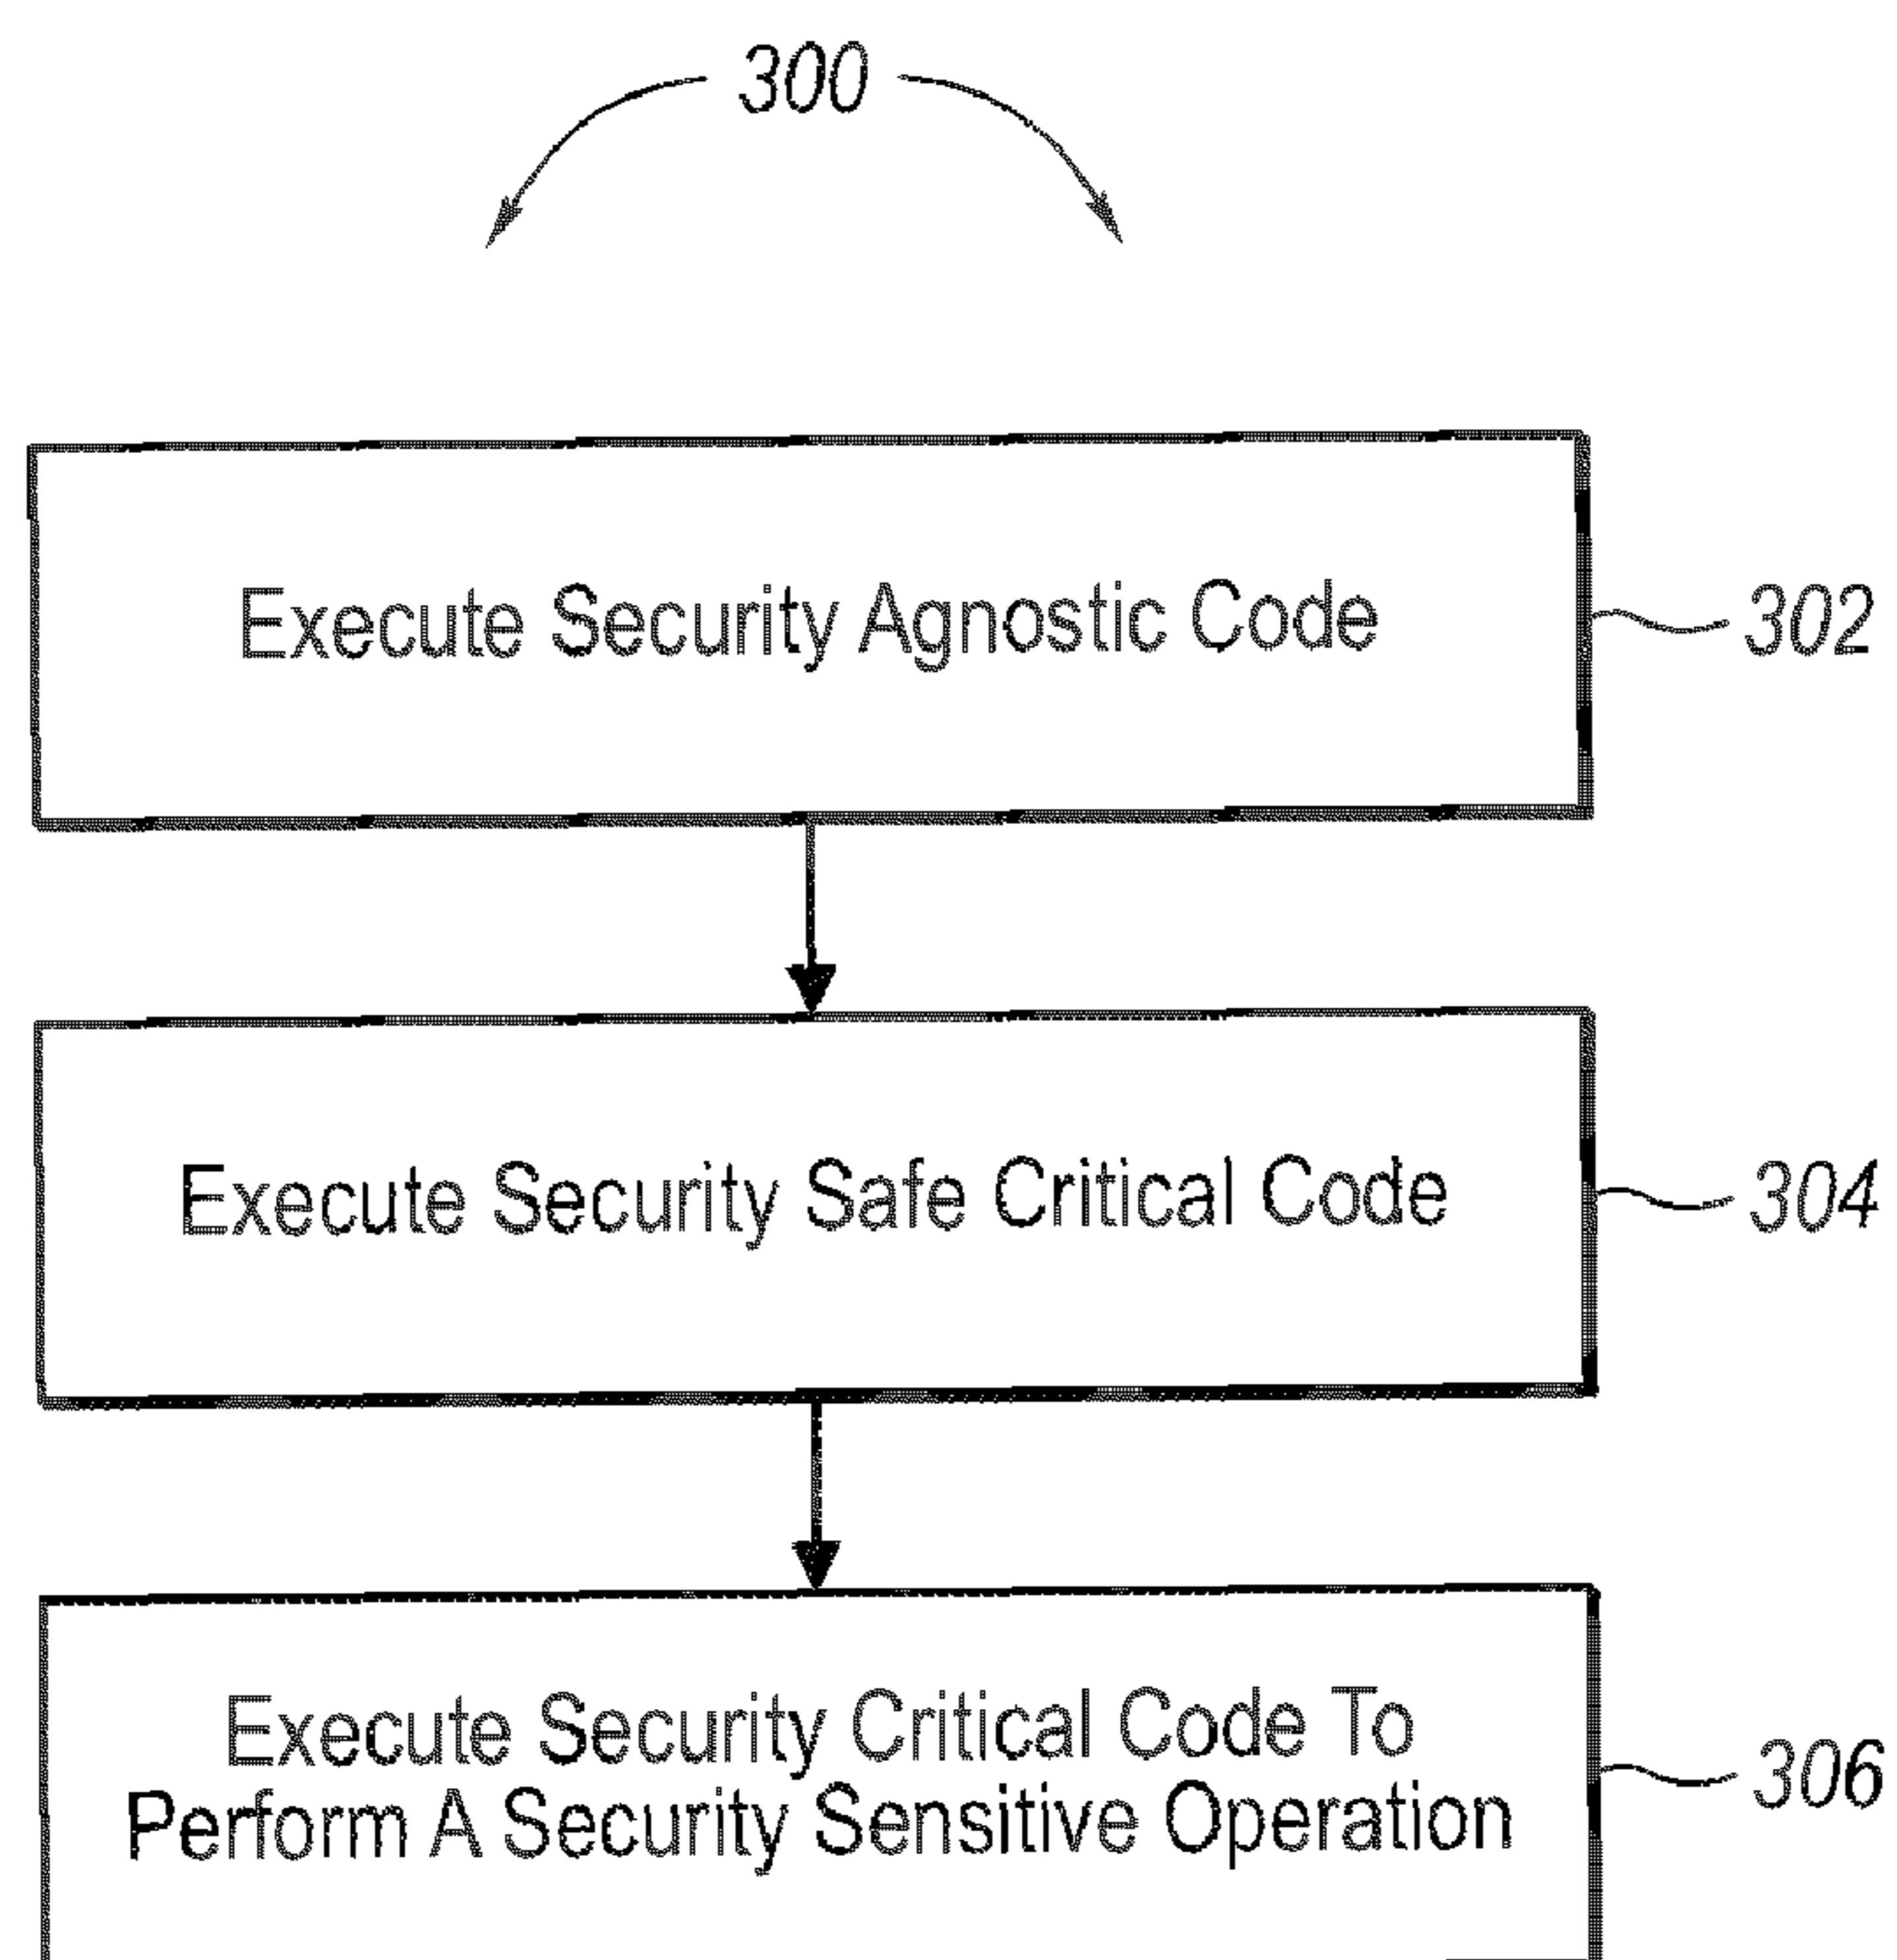 300
Execute Security Agnostic Code
302
Execute Security Safe Critical Code
304
Execute Security Critical Code To
Perform A Security Sensitive Operation
306